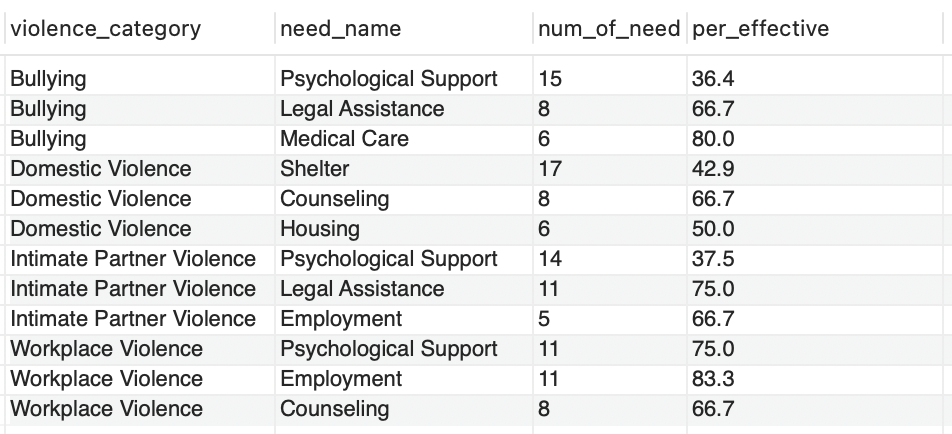 violence_category need_name num_of_need per_effective
Bullying Psychological Support 15 36.4
Bullying Legal Assistance 8 66.7
Bullying Medical Care 6 80.0
Domestic Violence Shelter 17 42.9
Domestic Violence Counseling 8 66.7
Domestic Violence Housing 6 50.0
Intimate Partner Violence Psychological Support 14 37.5
Intimate Partner Violence Legal Assistance 11 75.0
Intimate Partner Violence Employment 5 66.7
Workplace Violence Psychological Support 11 75.0
Workplace Violence Employment 11 83.3
Workplace Violence Counseling 8 66.7